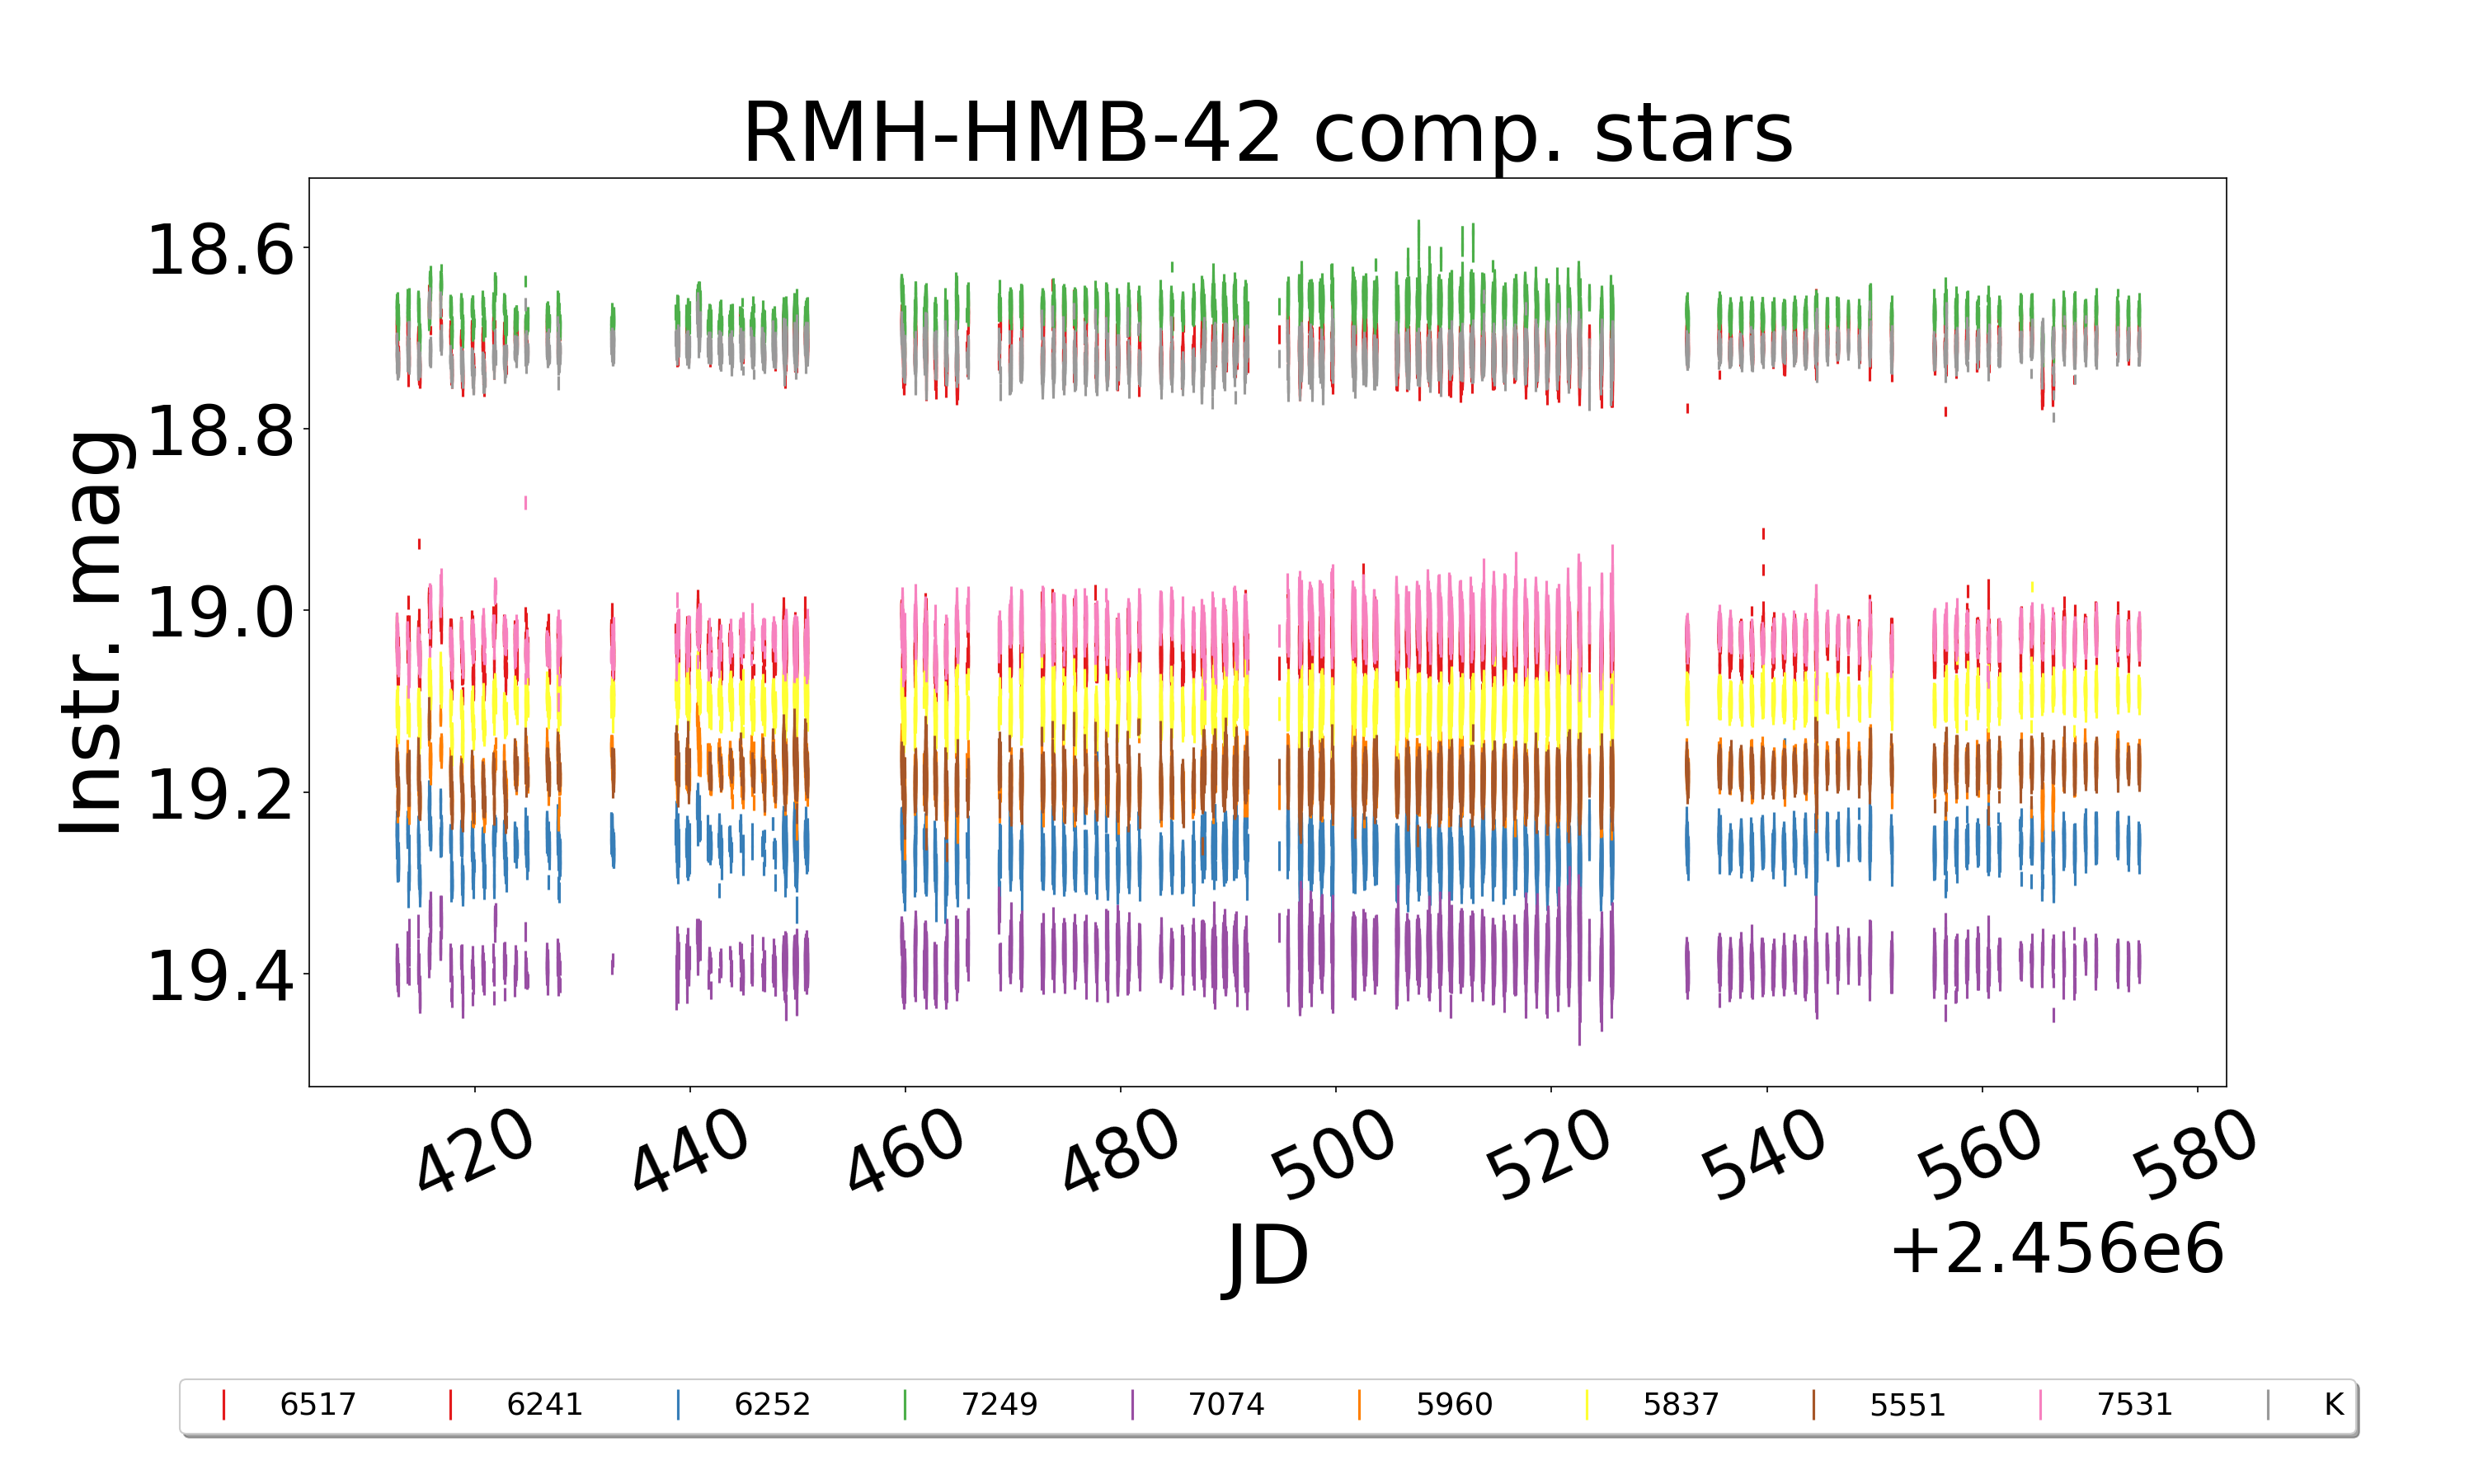 RMH-HMB-42 comp. stars
Instr. mag
18.6
18.8
19.0
19.2
19.4
420 440 460 480 500 520 540 560 580
JD
+2.456e6
6517 6241 6252 7249 7074 5960 5837 5551 7531 K